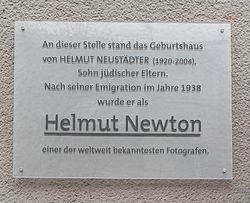 An dieser Stelle stand das Geburtshaus
von HELMUT NEUSTÄDTER (1920-2004),
Sohn jüdischer Eltern.
Nach seiner Emigration im Jahre 1938
wurde er als
Helmut Newton
einer der weltweit bekanntesten Fotografen.